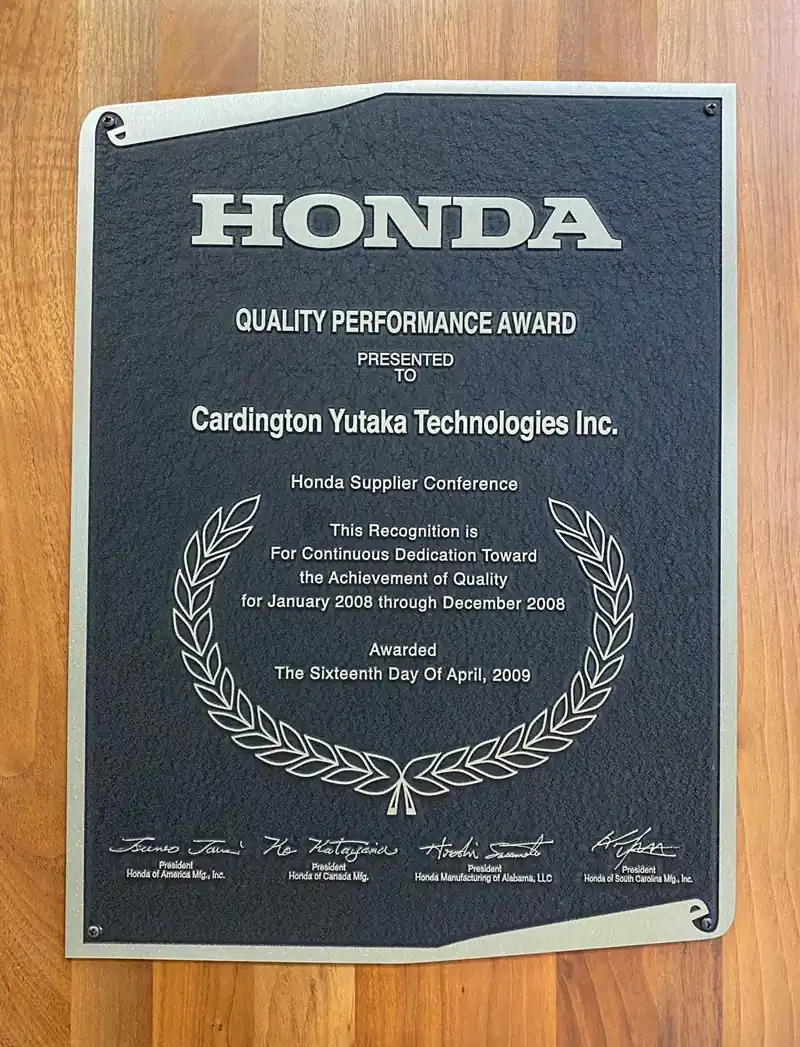 HONDA
QUALITY PERFORMANCE AWARD
PRESENTED
TO
Cardington Yutaka Technologies Inc.
Honda Supplier Conference
This Recognition is
For Continuous Dedication Toward
the Achievement of Quality
for January 2008 through December 2008
Awarded
The Sixteenth Day Of April, 2009
Ko Katayama
President
Honda of America Mfg., Inc.
President
Honda of Canada Mfg.
President
Honda Manufacturing of Alabama, LLC
President
Honda of South Carolina Mfg., Inc.